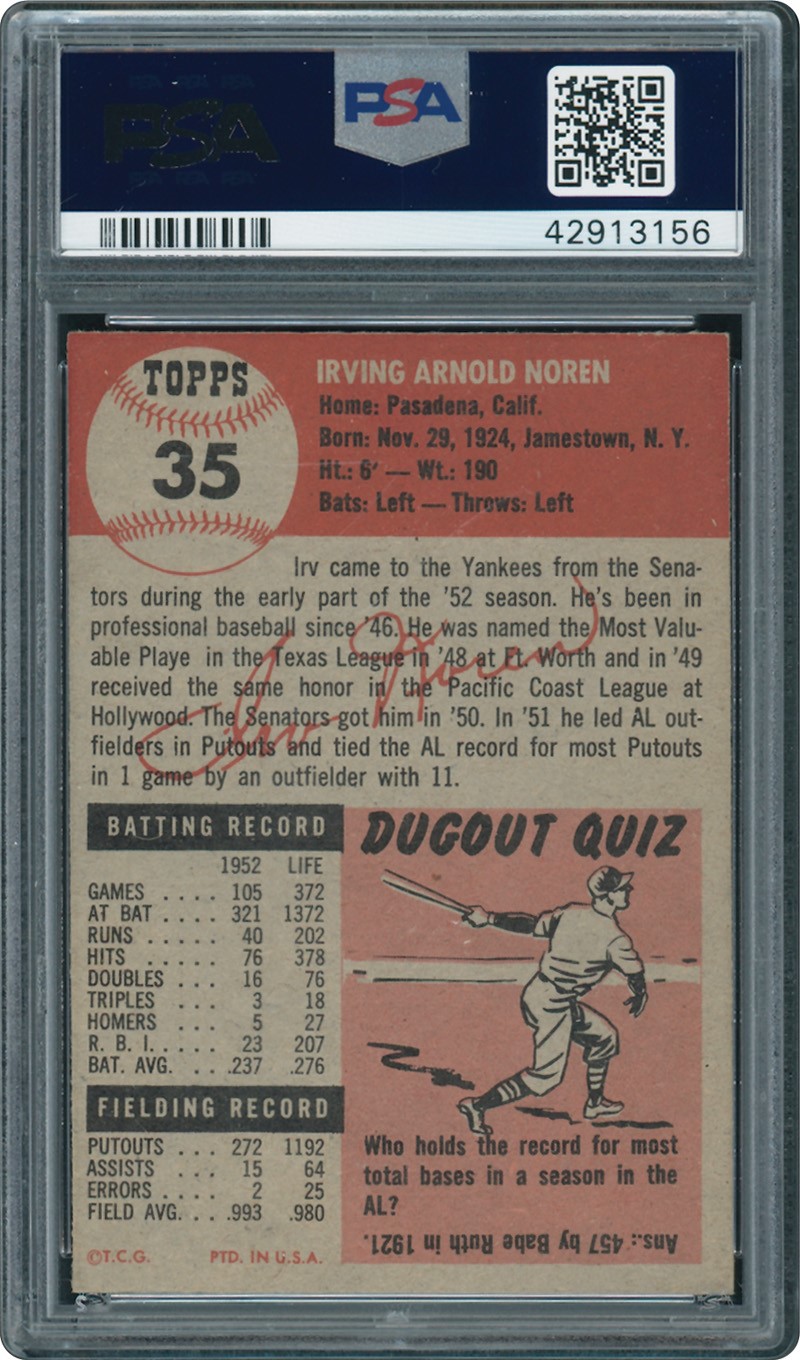 PSA
42913156
TOPPS
35
IRVING ARNOLD NOREN
Home: Pasadena, Calif.
Born: Nov. 29, 1924, Jamestown, N. Y.
Ht.: 6' — Wt.: 190
Bats: Left — Throws: Left
Irv came to the Yankees from the Sena-
tors during the early part of the '52 season. He's been in
professional baseball since '46. He was named the Most Valu-
able Playe in the Texas League in '48 at Ft. Worth and in '49
received the same honor in the Pacific Coast League at
Hollywood. The Senators got him in '50. In '51 he led AL out-
fielders in Putouts and tied the AL record for most Putouts
in 1 game by an outfielder with 11.
Irv Noren
BATTING RECORD
1952 LIFE
GAMES . . . . 105 372
AT BAT . . . . 321 1372
RUNS . . . . . 40 202
HITS . . . . . 76 378
DOUBLES . . . 16 76
TRIPLES . . . 3 18
HOMERS . . . 5 27
R. B. I. . . . . 23 207
BAT. AVG. . . .237 .276
FIELDING RECORD
PUTOUTS . . . 272 1192
ASSISTS . . . 15 64
ERRORS . . . . 2 25
FIELD AVG. . . .993 .980
©T.C.G. PTD. IN U.S.A.
DUGOUT QUIZ
Who holds the record for most
total bases in a season in the
AL?
Ans.: 457 by Babe Ruth in 1921.